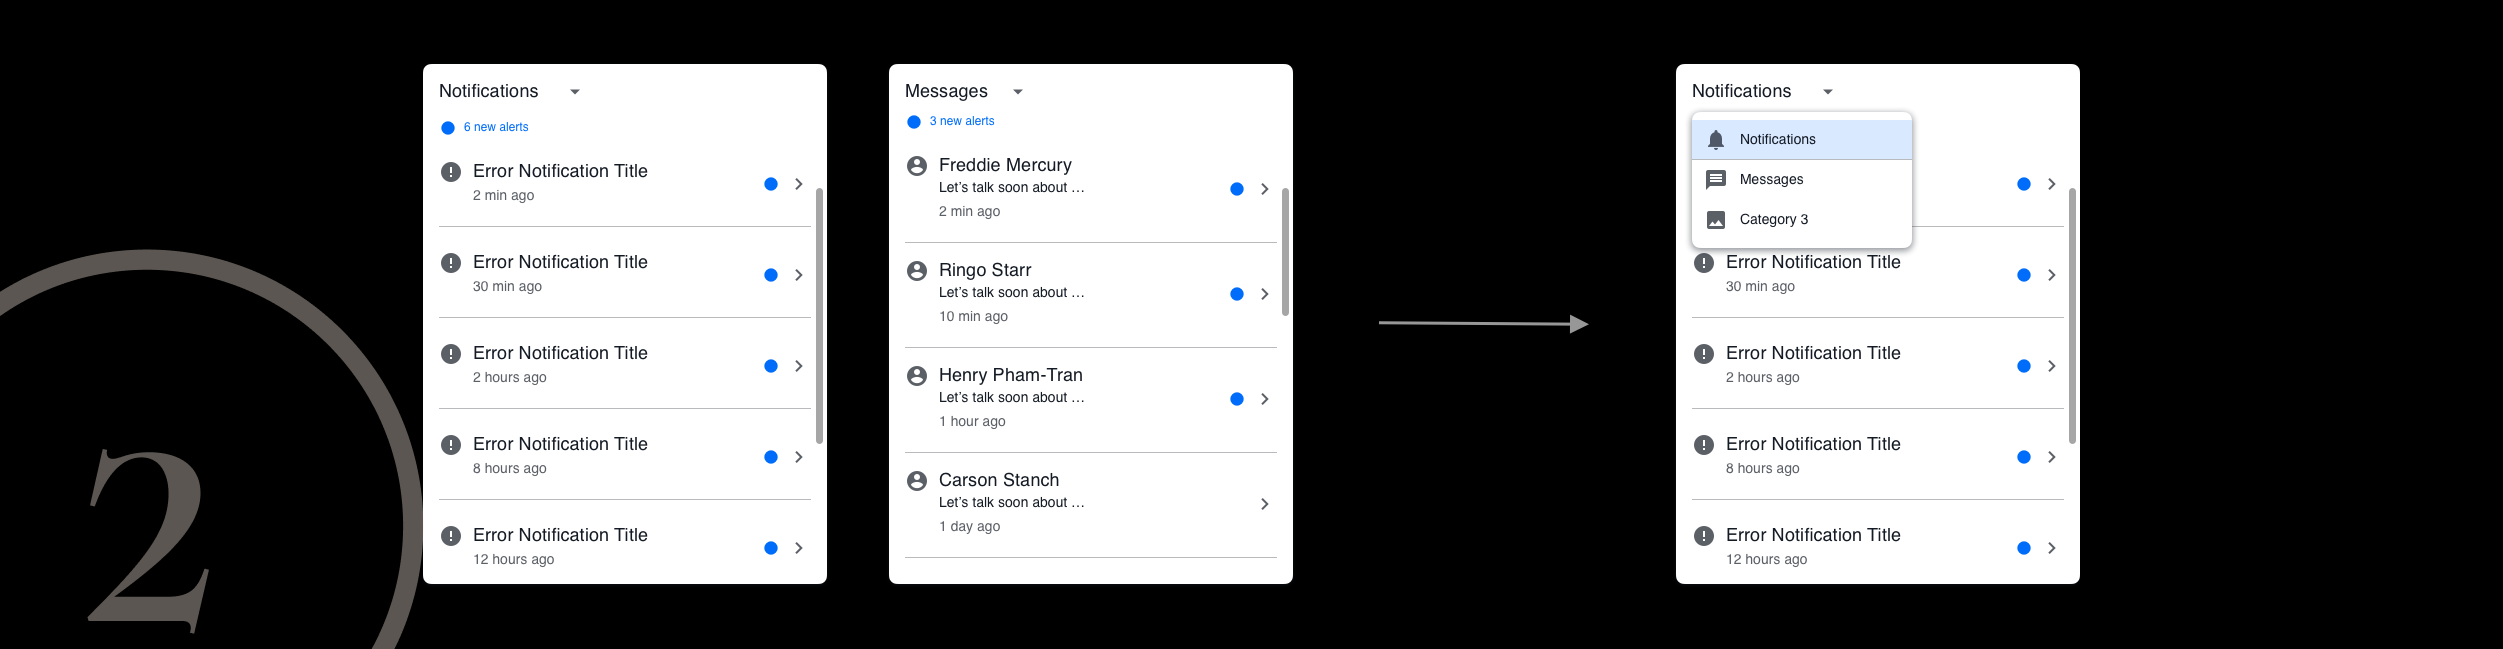 2
Notifications
6 new alerts
Error Notification Title
2 min ago
Error Notification Title
30 min ago
Error Notification Title
2 hours ago
Error Notification Title
8 hours ago
Error Notification Title
12 hours ago
Messages
3 new alerts
Freddie Mercury
Let’s talk soon about …
2 min ago
Ringo Starr
Let’s talk soon about …
10 min ago
Henry Pham-Tran
Let’s talk soon about …
1 hour ago
Carson Stanch
Let’s talk soon about …
1 day ago
Notifications
Notifications
Messages
Category 3
Error Notification Title
30 min ago
Error Notification Title
2 hours ago
Error Notification Title
8 hours ago
Error Notification Title
12 hours ago